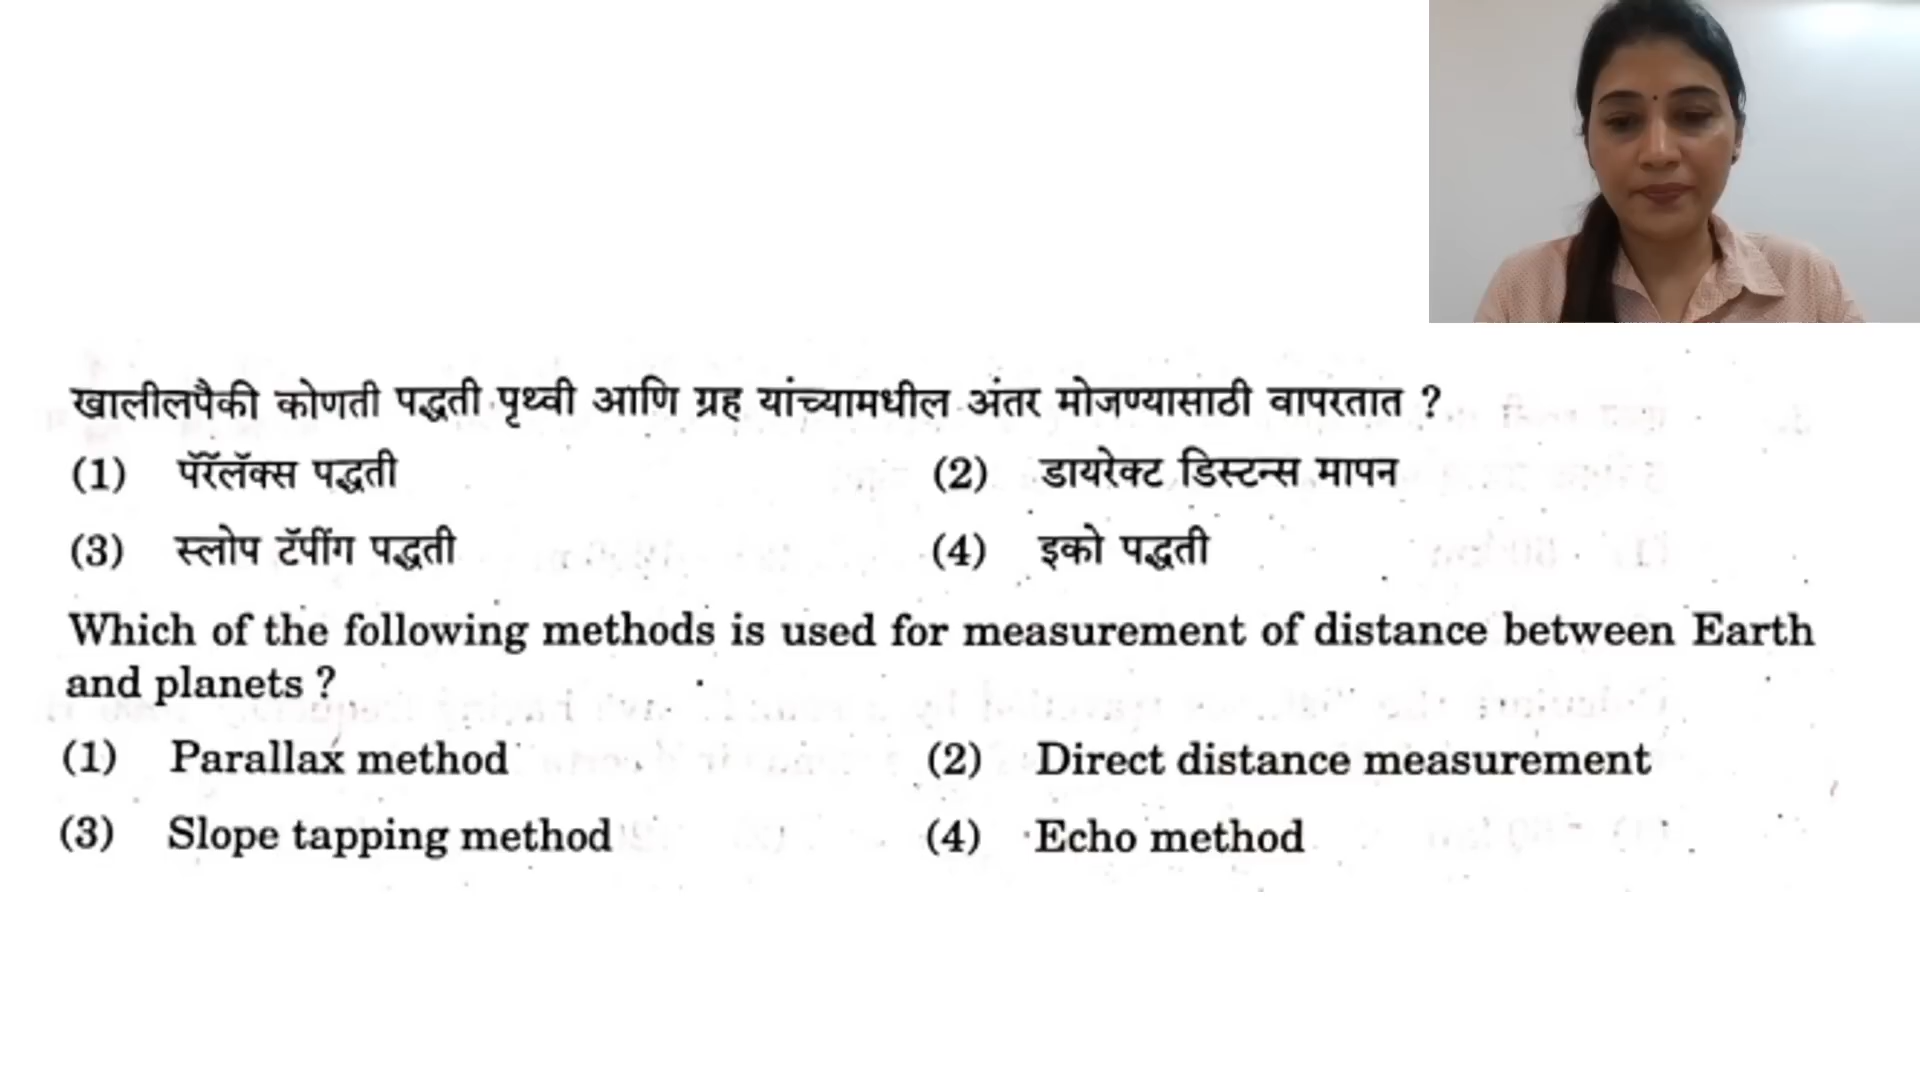 खालीलपैकी कोणती पद्धती पृथ्वी आणि ग्रह यांच्यामधील अंतर मोजण्यासाठी वापरतात ?
(1) पॅरॅलॅक्स पद्धती (2) डायरेक्ट डिस्टन्स मापन
(3) स्लोप टॅपींग पद्धती (4) इको पद्धती
Which of the following methods is used for measurement of distance between Earth
and planets ?
(1) Parallax method (2) Direct distance measurement
(3) Slope tapping method (4) Echo method